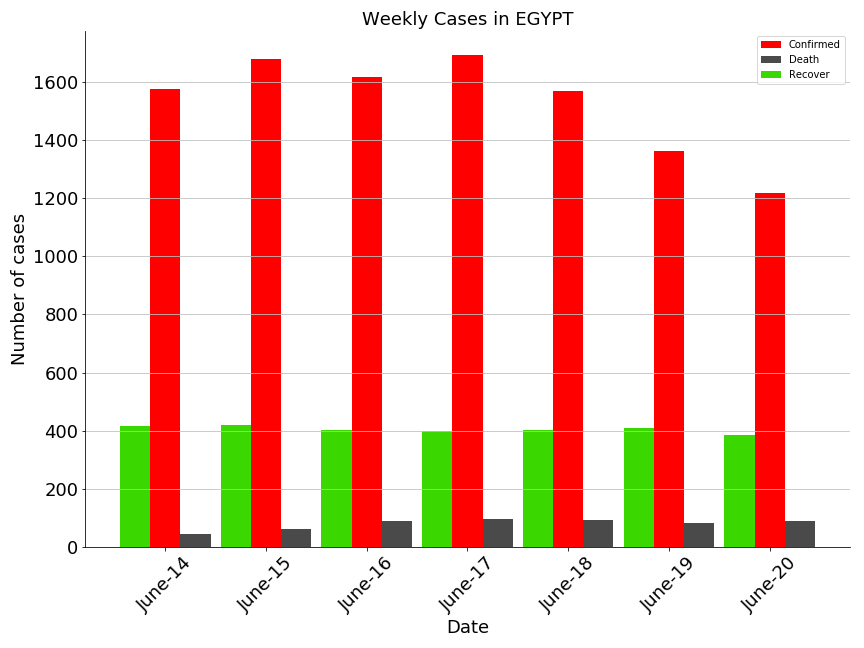 Weekly Cases in EGYPT
Confirmed
Death
Recover
Number of cases
1600
1400
1200
1000
800
600
400
200
0
June-14
June-15
June-16
June-17
June-18
June-19
June-20
Date